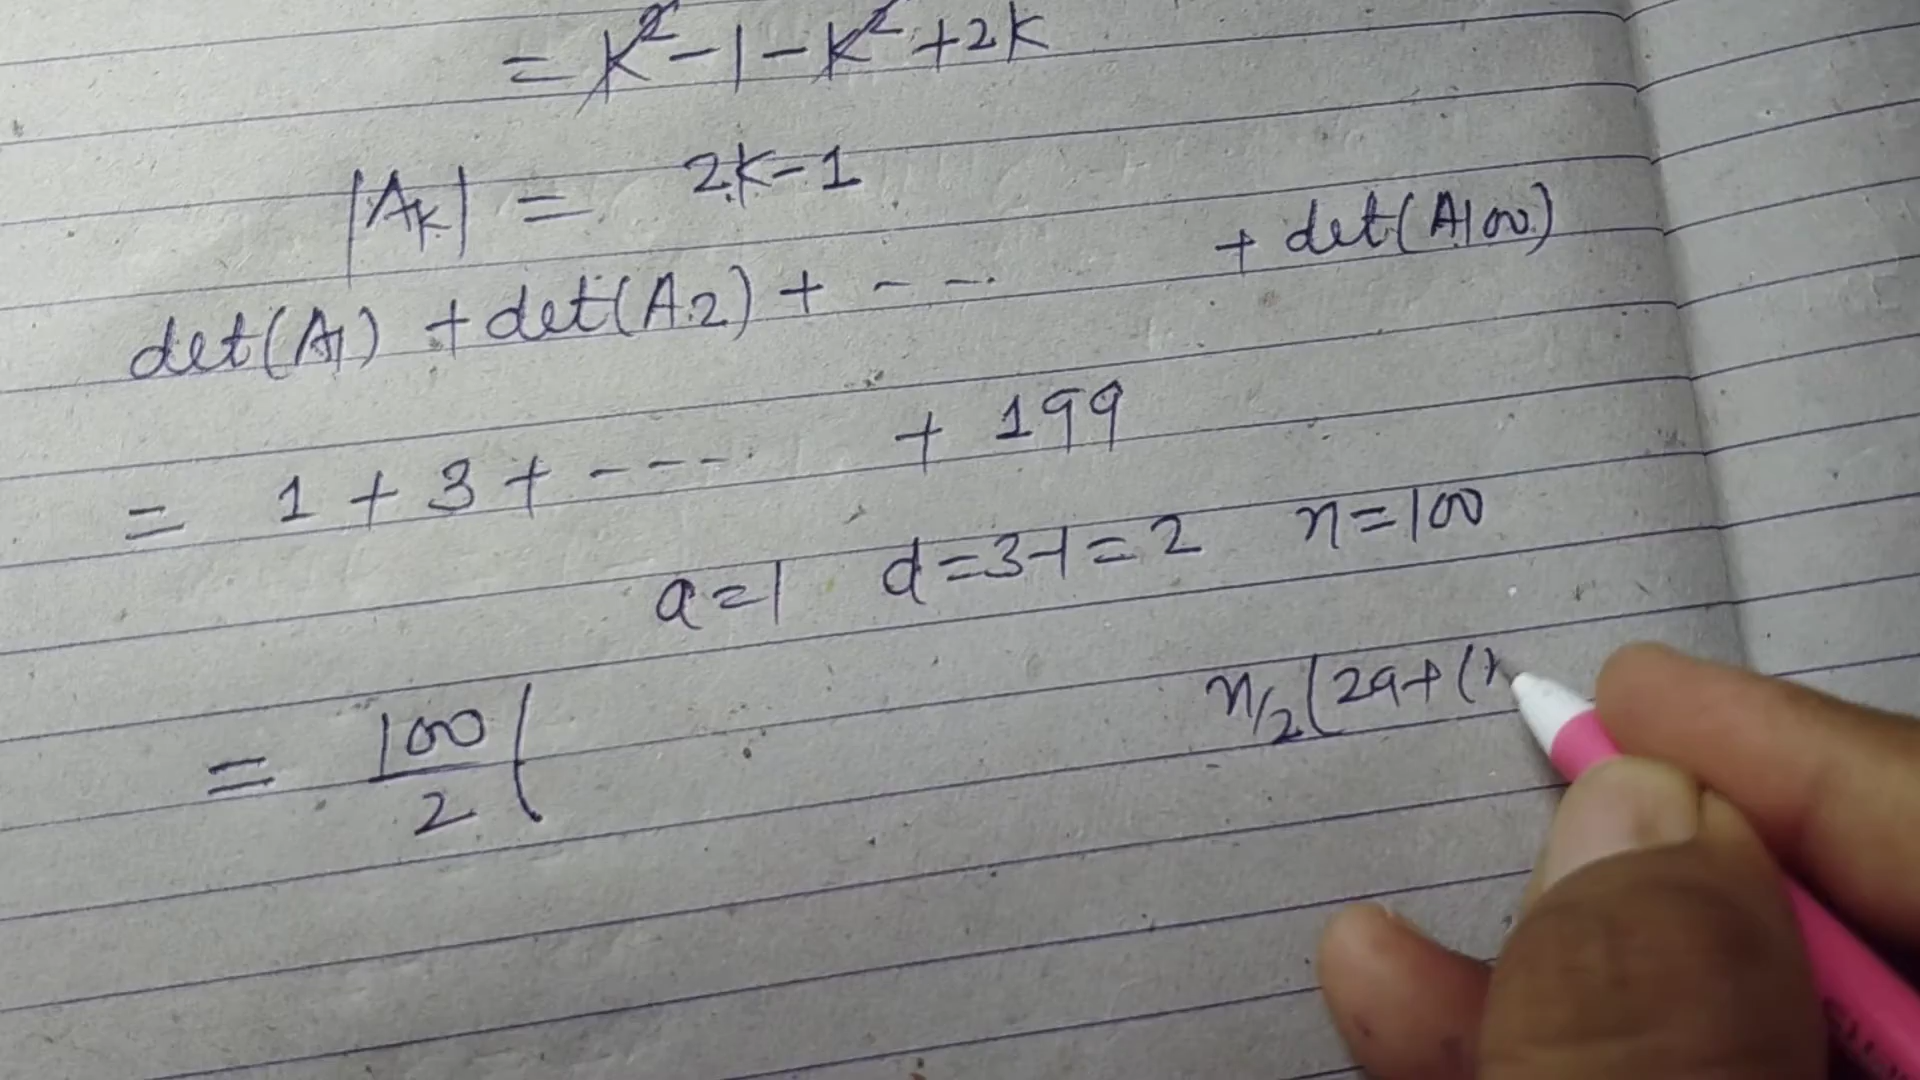 = K² - 1 - K² + 2K
|A_K| = 2K - 1
det(A1) + det(A2) + - - - + det(A100)
= 1 + 3 + - - - - + 199
a = 1 d = 3-1 = 2 n = 100
= 100/2 ( n/2 (2a + (